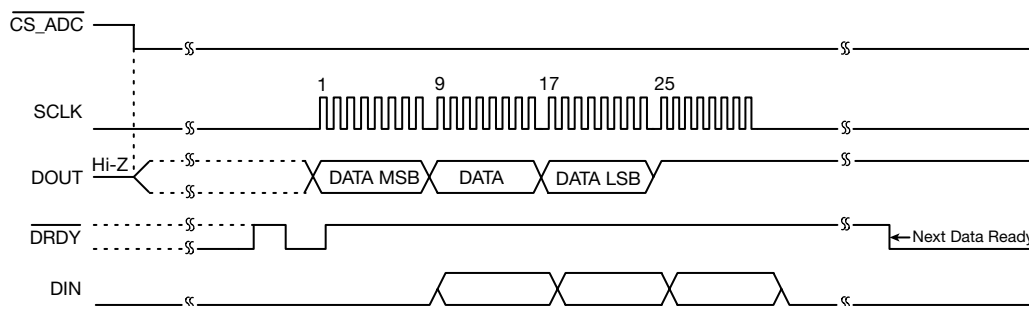 CS_ADC
1 9 17 25
SCLK
Hi-Z
DOUT
DATA MSB DATA DATA LSB
DRDY
Next Data Ready
DIN